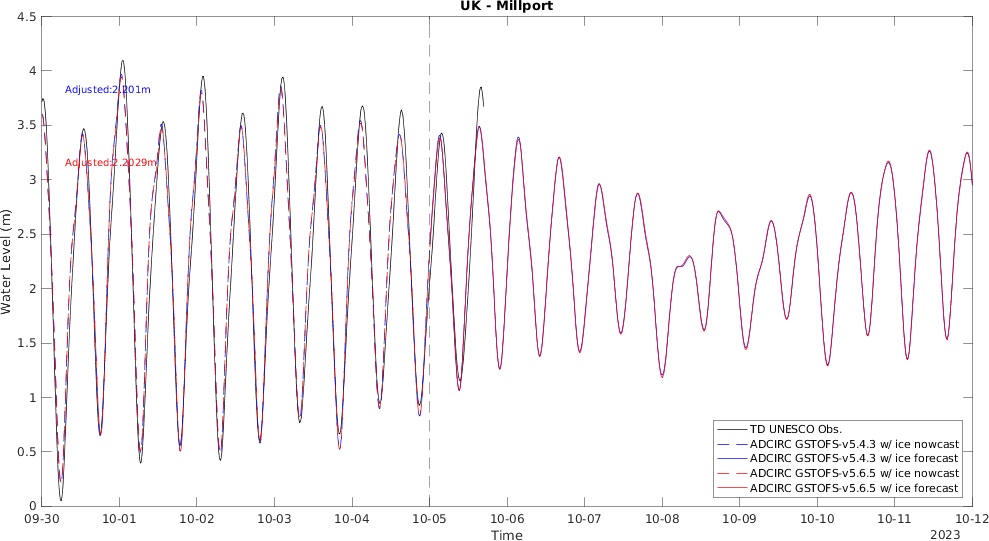 UK - Millport
4.5
4
3.5
3
2.5
2
1.5
1
0.5
0
Water Level (m)
Adjusted:2.201m
Adjusted:2.2029m
TD UNESCO Obs.
ADCIRC GSTOFS-v5.4.3 w/ ice nowcast
ADCIRC GSTOFS-v5.4.3 w/ ice forecast
ADCIRC GSTOFS-v5.6.5 w/ ice nowcast
ADCIRC GSTOFS-v5.6.5 w/ ice forecast
09-30 10-01 10-02 10-03 10-04 10-05 10-06 10-07 10-08 10-09 10-10 10-11 10-12
Time
2023